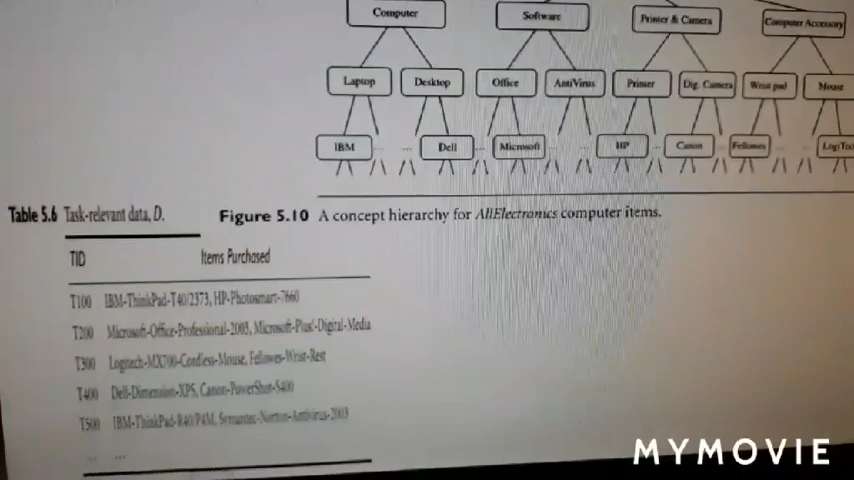 Computer Software Printer & Camera Computer Accessory
Laptop Desktop Office AntiVirus Printer Dig. Camera Wrist pad Mouse
IBM ... ... Dell ... Microsoft ... ... HP ... Canon ... Fellowes ... ... LogiTec
Figure 5.10 A concept hierarchy for AllElectronics computer items.
Table 5.6 Task-relevant data, D.
TID Items Purchased
T100 IBM-ThinkPad-T40/2373, HP-Photosmart-7660
T200 Microsoft-Office-Professional-2003, Microsoft-Plus!-Digital-Media
T300 Logitech-MX700-Cordless-Mouse, Fellowes-Wrist-Rest
T400 Dell-Dimension-XPS, Canon-PowerShot-S400
T500 IBM-ThinkPad-R40/P4M, Symantec-Norton-Antivirus-2003
... ...
MYMOVIE